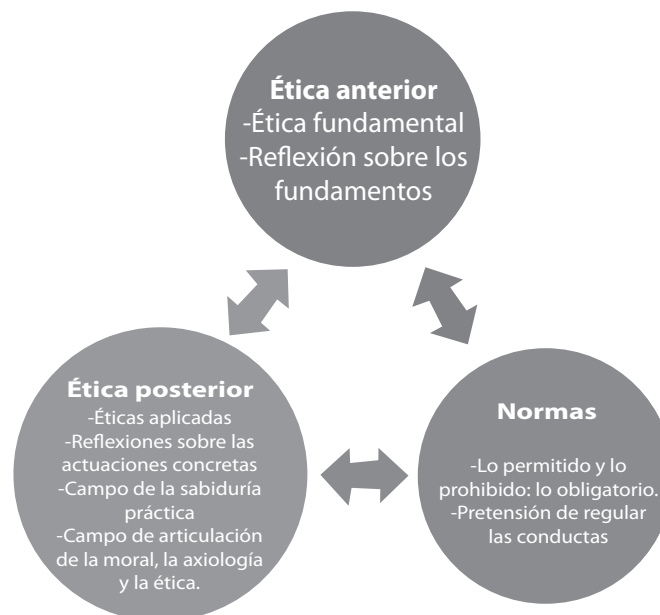 Ética anterior
-Ética fundamental
-Reflexión sobre los
fundamentos
Ética posterior
-Éticas aplicadas
-Reflexiones sobre las
actuaciones concretas
-Campo de la sabiduría
práctica
-Campo de articulación
de la moral, la axiología
y la ética.
Normas
-Lo permitido y lo
prohibido: lo obligatorio.
-Pretensión de regular
las conductas